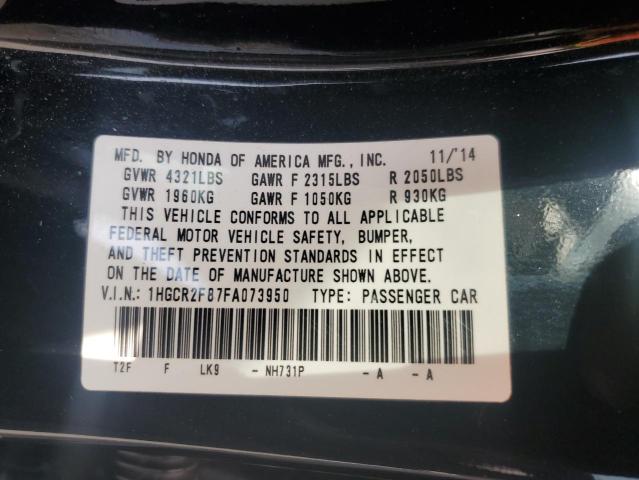 MFD. BY HONDA OF AMERICA MFG., INC. 11/'14
GVWR 4321LBS GAWR F 2315LBS R 2050LBS
GVWR 1960KG GAWR F 1050KG R 930KG
THIS VEHICLE CONFORMS TO ALL APPLICABLE
FEDERAL MOTOR VEHICLE SAFETY, BUMPER,
AND THEFT PREVENTION STANDARDS IN EFFECT
ON THE DATE OF MANUFACTURE SHOWN ABOVE.
V.I.N.: 1HGCR2F87FA073950 TYPE: PASSENGER CAR
T2F F LK9 - NH731P - A - A